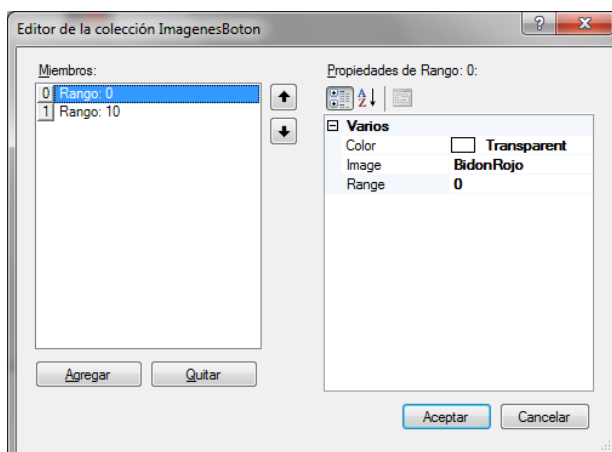 Editor de la colección ImagenesBoton
Miembros:
0 Rango: 0
1 Rango: 10
Agregar
Quitar
Propiedades de Rango: 0:
Varios
Color Transparent
Image BidonRojo
Range 0
Aceptar
Cancelar